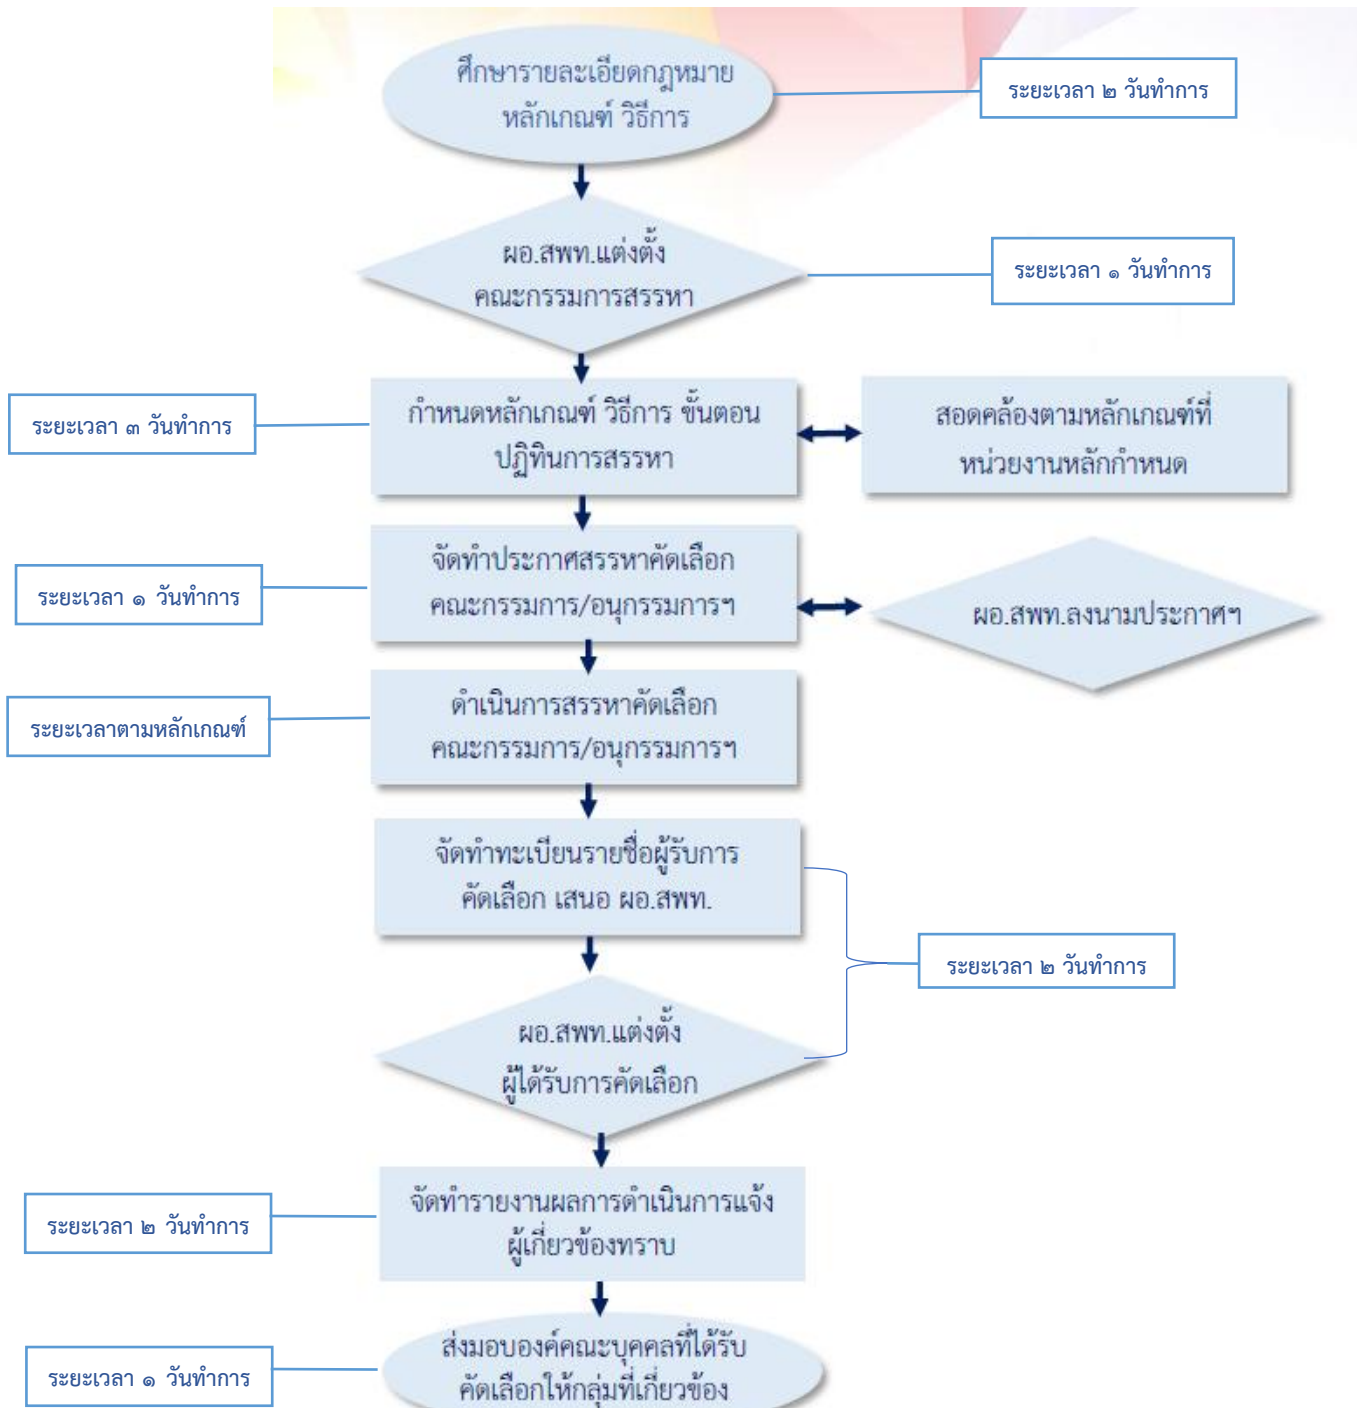 ศึกษารายละเอียดกฎหมาย
หลักเกณฑ์ วิธีการ
ระยะเวลา ๒ วันทำการ
ผอ.สพท.แต่งตั้ง
คณะกรรมการสรรหา
ระยะเวลา ๑ วันทำการ
ระยะเวลา ๓ วันทำการ
กำหนดหลักเกณฑ์ วิธีการ ขั้นตอน
ปฏิทินการสรรหา
สอดคล้องตามหลักเกณฑ์ที่
หน่วยงานหลักกำหนด
ระยะเวลา ๑ วันทำการ
จัดทำประกาศสรรหาคัดเลือก
คณะกรรมการ/อนุกรรมการฯ
ผอ.สพท.ลงนามประกาศฯ
ระยะเวลาตามหลักเกณฑ์
ดำเนินการสรรหาคัดเลือก
คณะกรรมการ/อนุกรรมการฯ
จัดทำทะเบียนรายชื่อผู้รับการ
คัดเลือก เสนอ ผอ.สพท.
ระยะเวลา ๒ วันทำการ
ผอ.สพท.แต่งตั้ง
ผู้ได้รับการคัดเลือก
ระยะเวลา ๒ วันทำการ
จัดทำรายงานผลการดำเนินการแจ้ง
ผู้เกี่ยวข้องทราบ
ระยะเวลา ๑ วันทำการ
ส่งมอบองค์คณะบุคคลที่ได้รับ
คัดเลือกให้กลุ่มที่เกี่ยวข้อง